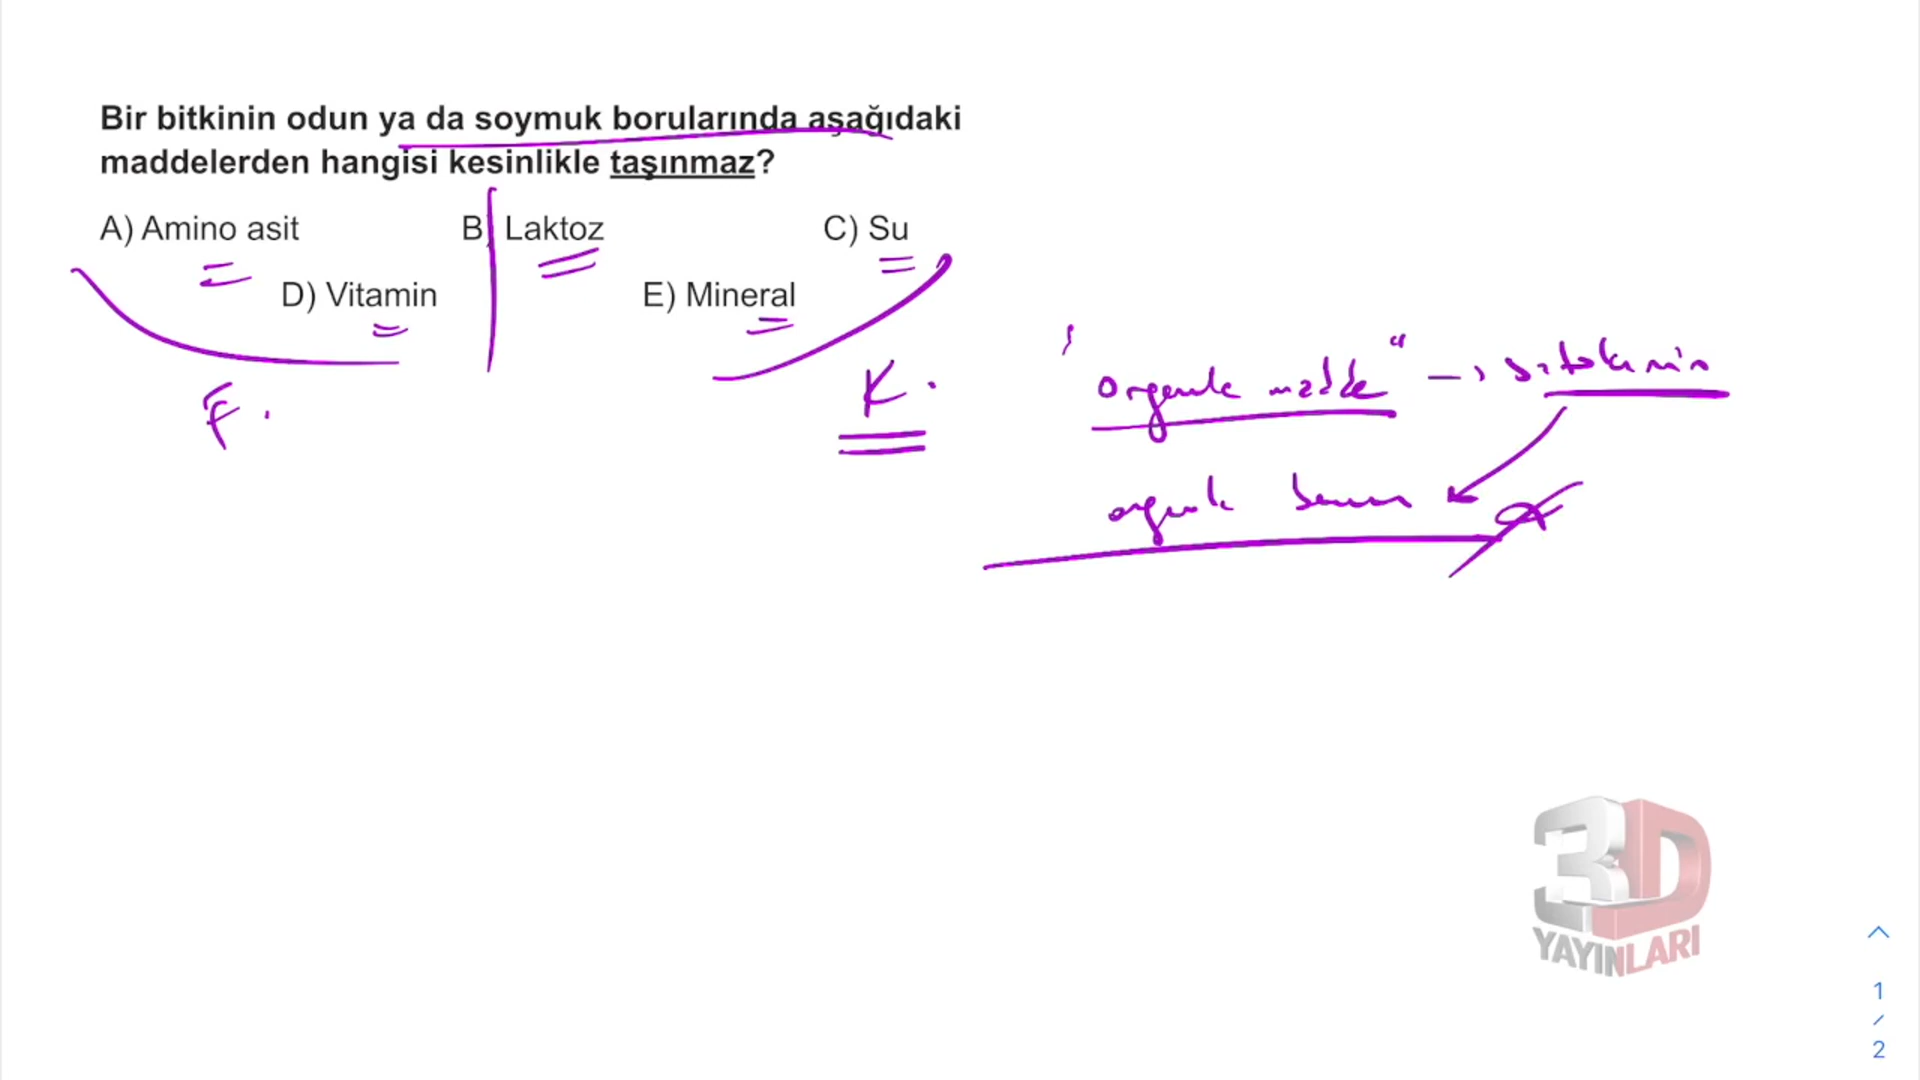 Bir bitkinin odun ya da soymuk borularında aşağıdaki
maddelerden hangisi kesinlikle taşınmaz?
A) Amino asit B) Laktoz C) Su
D) Vitamin E) Mineral
F.
K.
"organik madde" → sitokinin
organik besin
3D
YAYINLARI
1
/
2